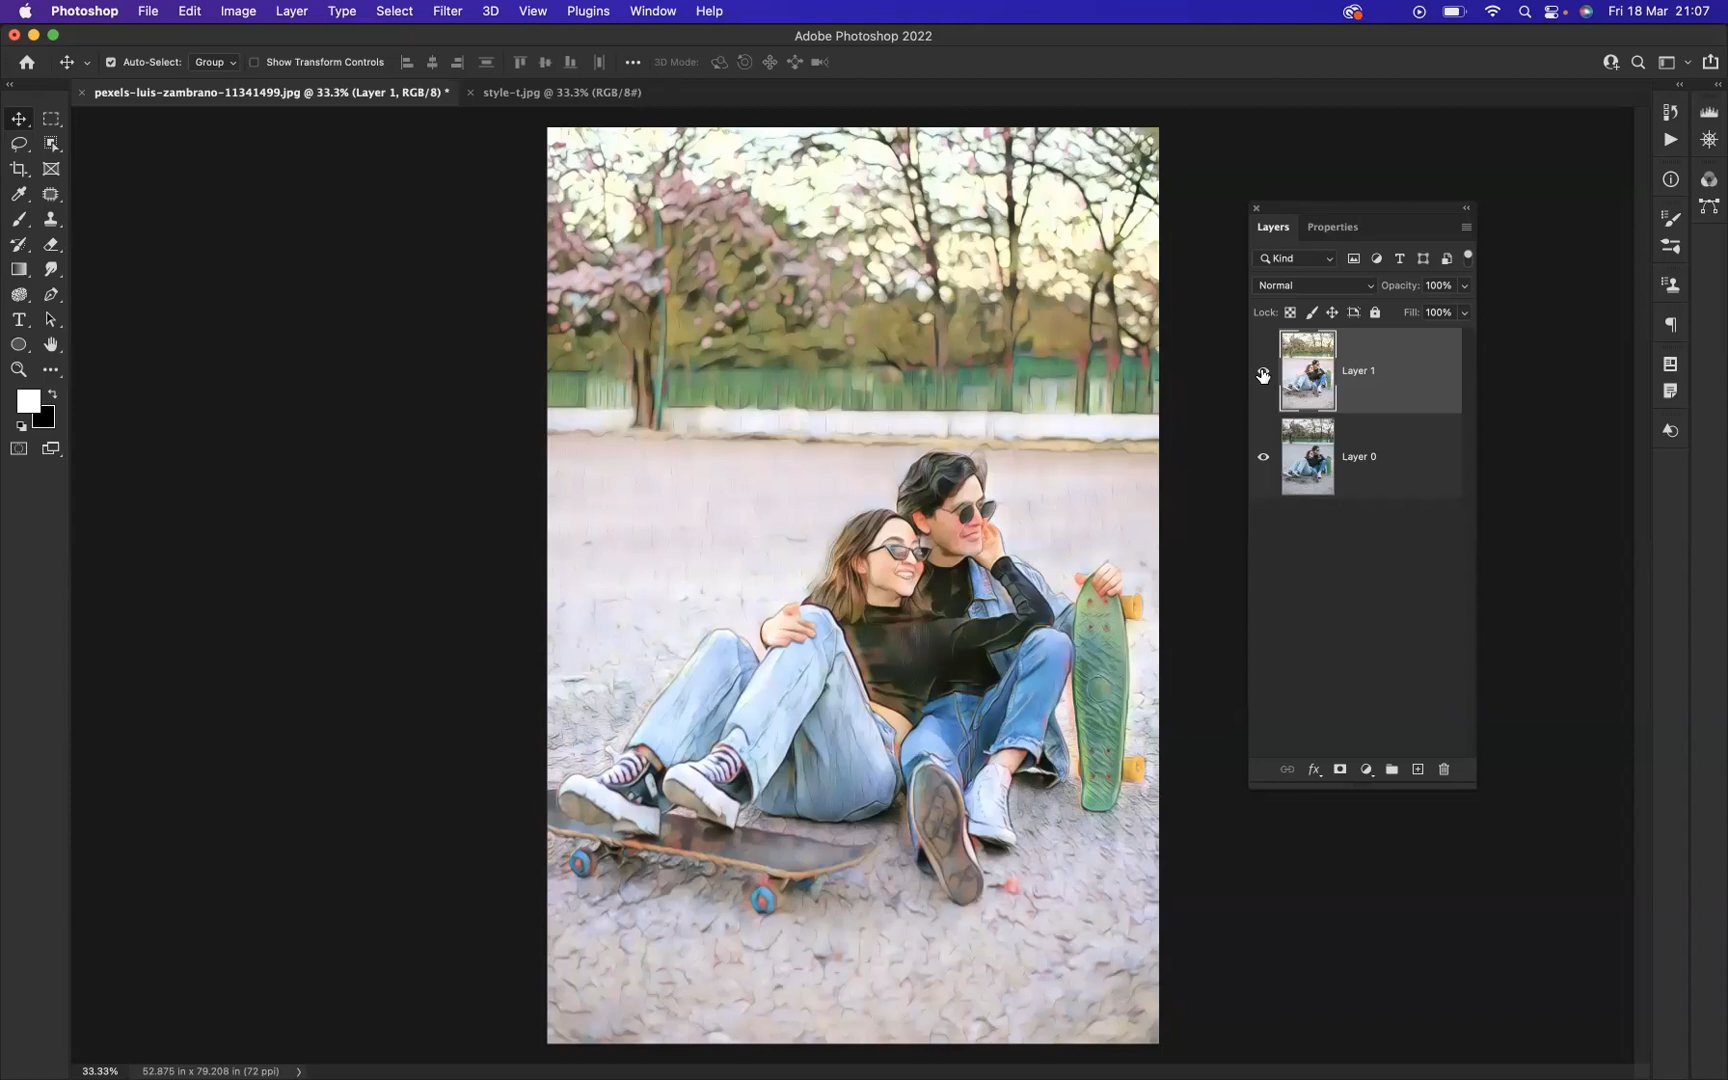 Photoshop File Edit Image Layer Type Select Filter 3D View Plugins Window Help Fri 18 Mar 21:07
Adobe Photoshop 2022
Auto-Select: Group Show Transform Controls 3D Mode:
pexels-luis-zambrano-11341499.jpg @ 33.3% (Layer 1, RGB/8) * style-t.jpg @ 33.3% (RGB/8#)
Layers Properties
Kind
Normal Opacity: 100%
Lock: Fill: 100%
Layer 1
Layer 0
33.33% 52.875 in x 79.208 in (72 ppi)